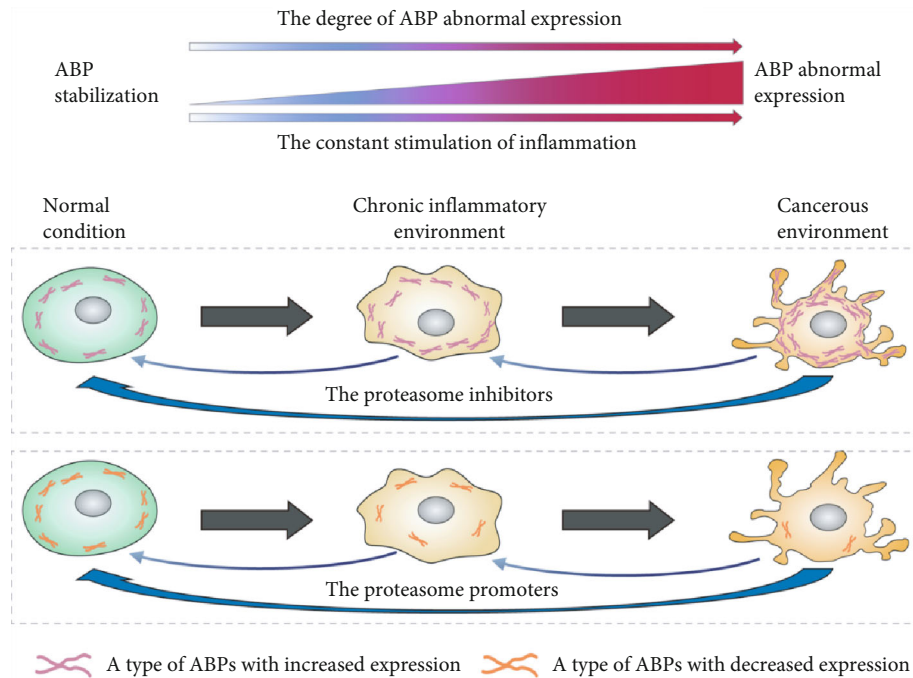 The degree of ABP abnormal expression
ABP
stabilization
ABP abnormal
expression
The constant stimulation of inflammation
Normal
condition
Chronic inflammatory
environment
Cancerous
environment
The proteasome inhibitors
The proteasome promoters
A type of ABPs with increased expression
A type of ABPs with decreased expression